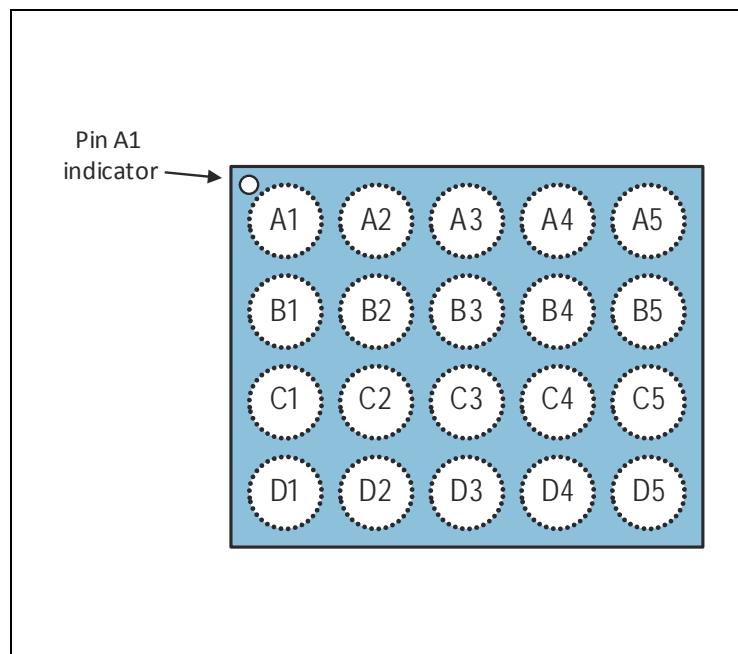 Pin A1
indicator
A1 A2 A3 A4 A5
B1 B2 B3 B4 B5
C1 C2 C3 C4 C5
D1 D2 D3 D4 D5